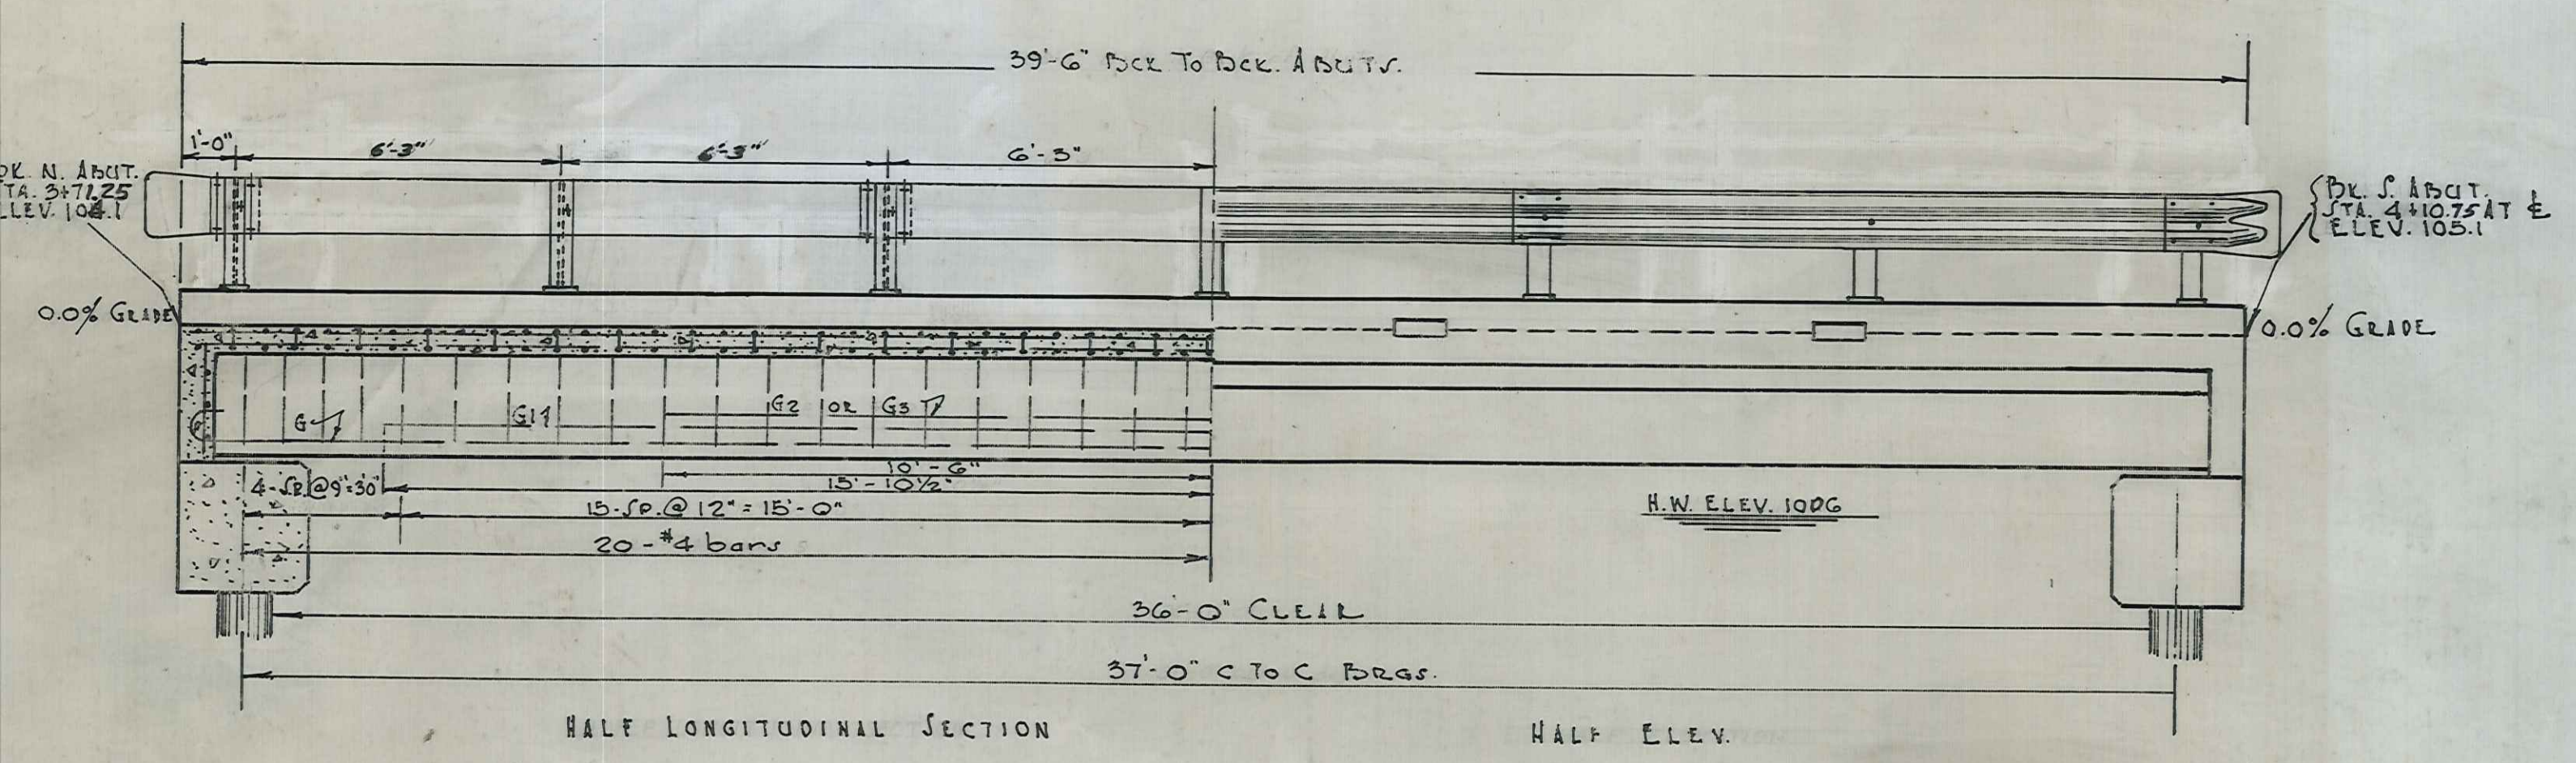 39'-6" BCK TO BCK. ABUTS.
1'-0"
6'-3"
6'-3"
6'-3"
BK. N. ABUT.
STA. 3+71.25
ELEV. 104.1
BK. S. ABUT.
STA. 4+10.75 AT ℄
ELEV. 105.1
0.0% GRADE
0.0% GRADE
G
G1
G2 OR G3
10'-6"
4-SP.@9"=30"
15'-10½"
15-SP.@12"=15'-0"
H.W. ELEV. 100.6
20-#4 bars
36'-0" CLEAR
37'-0" C TO C BRGS.
HALF LONGITUDINAL SECTION
HALF ELEV.